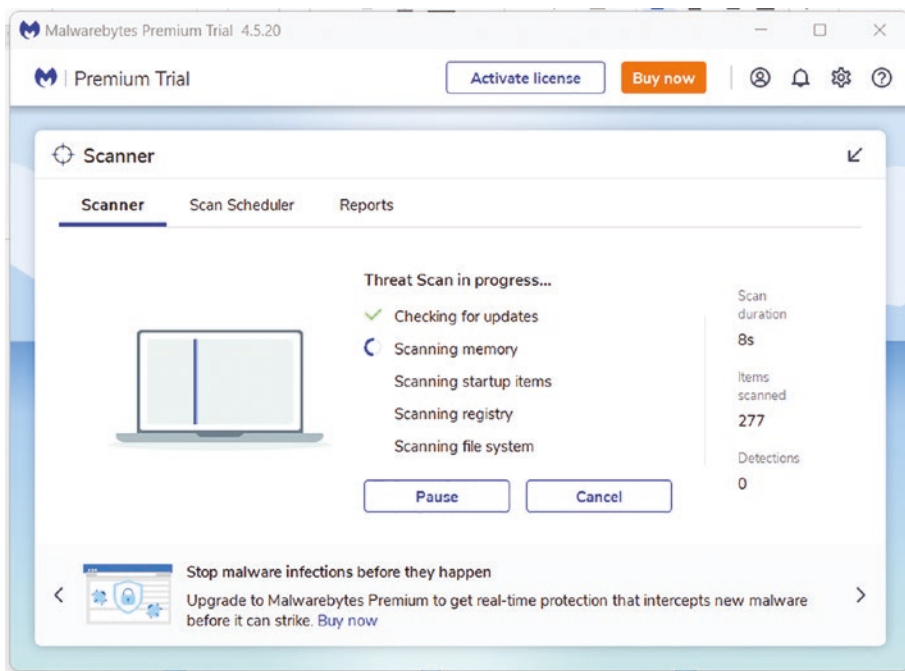 Malwarebytes Premium Trial 4.5.20
Premium Trial
Activate license
Buy now
Scanner
Scanner
Scan Scheduler
Reports
Threat Scan in progress...
Checking for updates
Scanning memory
Scanning startup items
Scanning registry
Scanning file system
Pause
Cancel
Scan
duration
8s
Items
scanned
277
Detections
0
Stop malware infections before they happen
Upgrade to Malwarebytes Premium to get real-time protection that intercepts new malware
before it can strike. Buy now